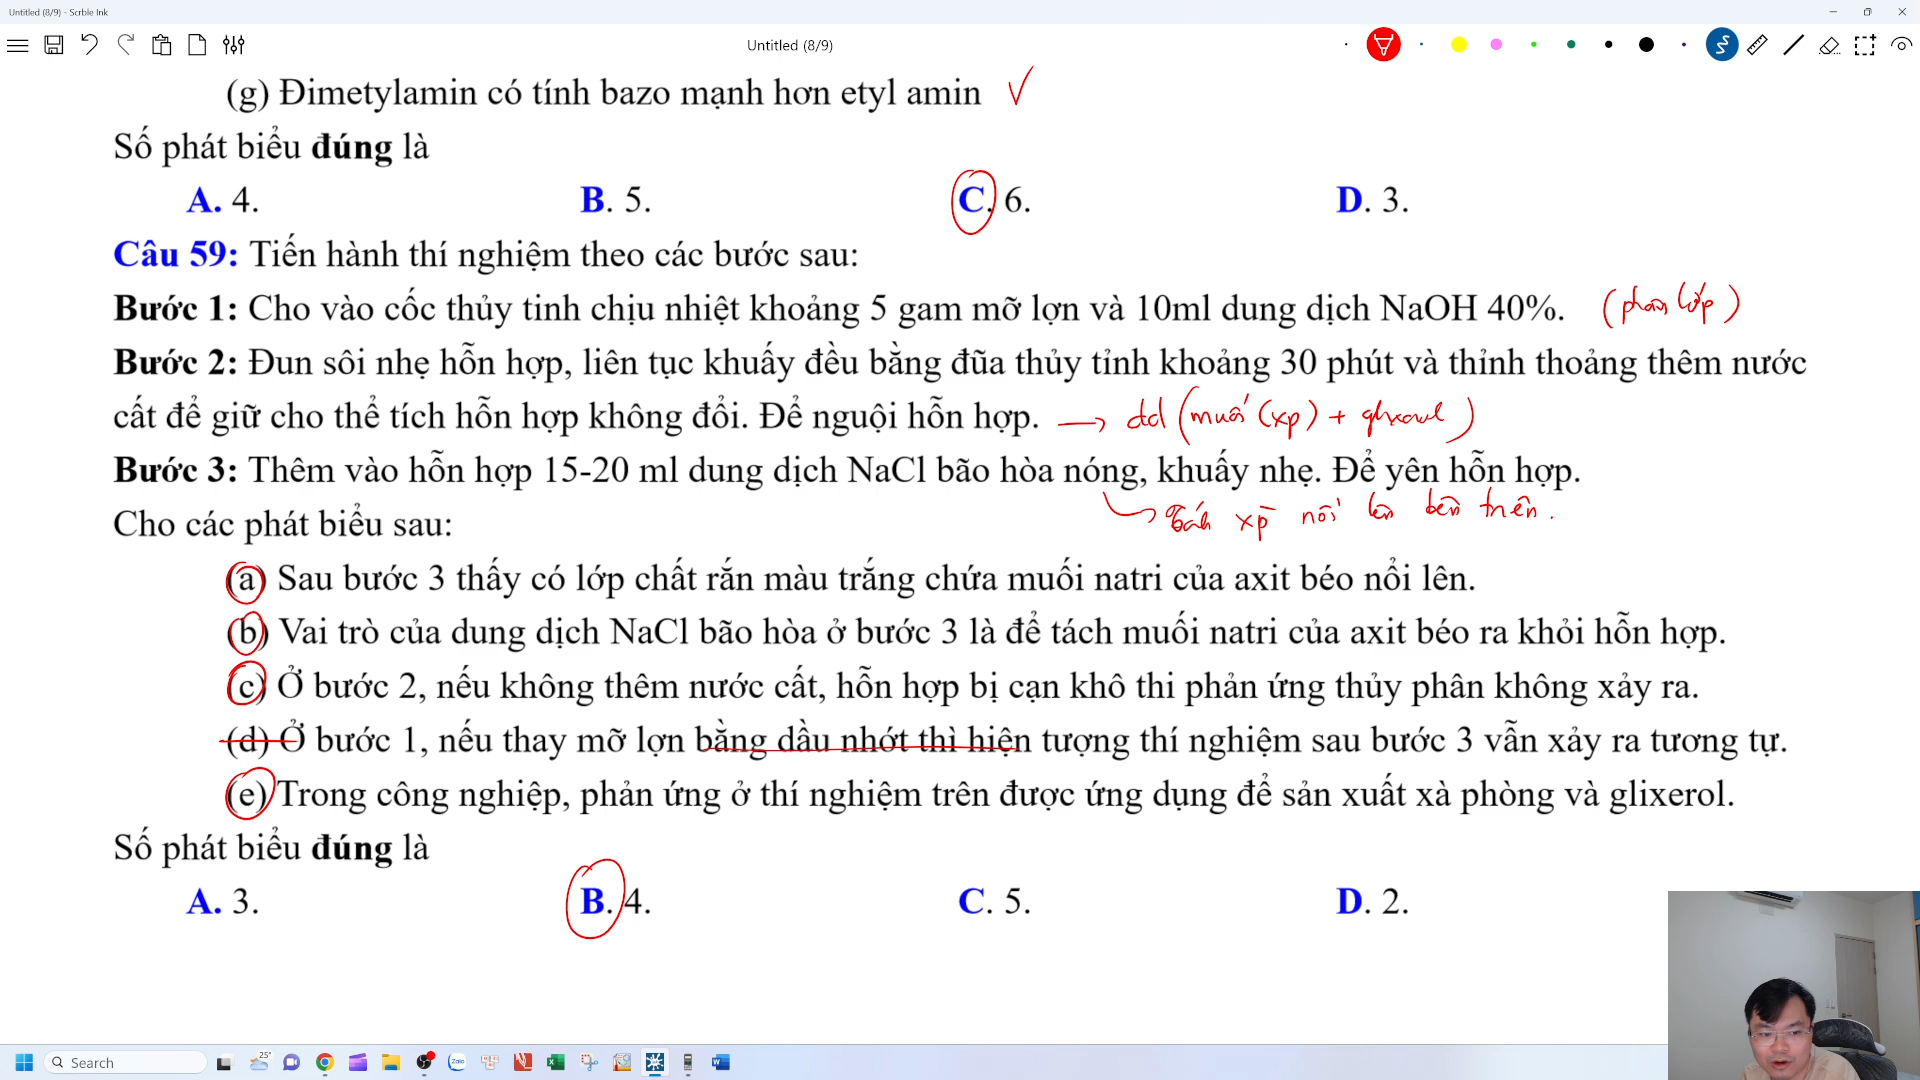 Untitled (8/9) - Scrble Ink
Untitled (8/9)
(g) Đimetylamin có tính bazo mạnh hơn etyl amin ✓
Số phát biểu đúng là
A. 4. B. 5. C. 6. D. 3.
Câu 59: Tiến hành thí nghiệm theo các bước sau:
Bước 1: Cho vào cốc thủy tinh chịu nhiệt khoảng 5 gam mỡ lợn và 10ml dung dịch NaOH 40%. (phân lớp)
Bước 2: Đun sôi nhẹ hỗn hợp, liên tục khuấy đều bằng đũa thủy tỉnh khoảng 30 phút và thỉnh thoảng thêm nước
cất để giữ cho thể tích hỗn hợp không đổi. Để nguội hỗn hợp. → dd (muối (xp) + glixerol)
Bước 3: Thêm vào hỗn hợp 15-20 ml dung dịch NaCl bão hòa nóng, khuấy nhẹ. Để yên hỗn hợp.
Cho các phát biểu sau:
↳ Tách xp nổi lên bên trên.
(a) Sau bước 3 thấy có lớp chất rắn màu trắng chứa muối natri của axit béo nổi lên.
(b) Vai trò của dung dịch NaCl bão hòa ở bước 3 là để tách muối natri của axit béo ra khỏi hỗn hợp.
(c) Ở bước 2, nếu không thêm nước cất, hỗn hợp bị cạn khô thi phản ứng thủy phân không xảy ra.
(d) Ở bước 1, nếu thay mỡ lợn bằng dầu nhớt thì hiện tượng thí nghiệm sau bước 3 vẫn xảy ra tương tự.
(e) Trong công nghiệp, phản ứng ở thí nghiệm trên được ứng dụng để sản xuất xà phòng và glixerol.
Số phát biểu đúng là
A. 3. B. 4. C. 5. D. 2.
Search
25°
Zalo